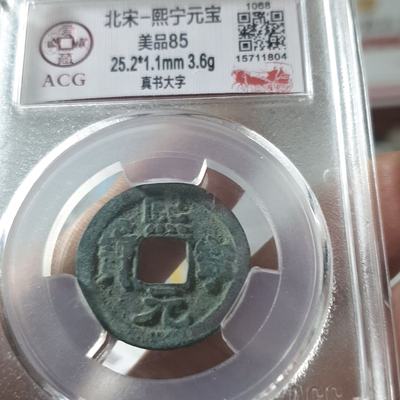 北宋-熙宁元宝
美品85
25.2*1.1mm 3.6g
真书大字
ACG
1068
15711804
熙
寳 寧
元